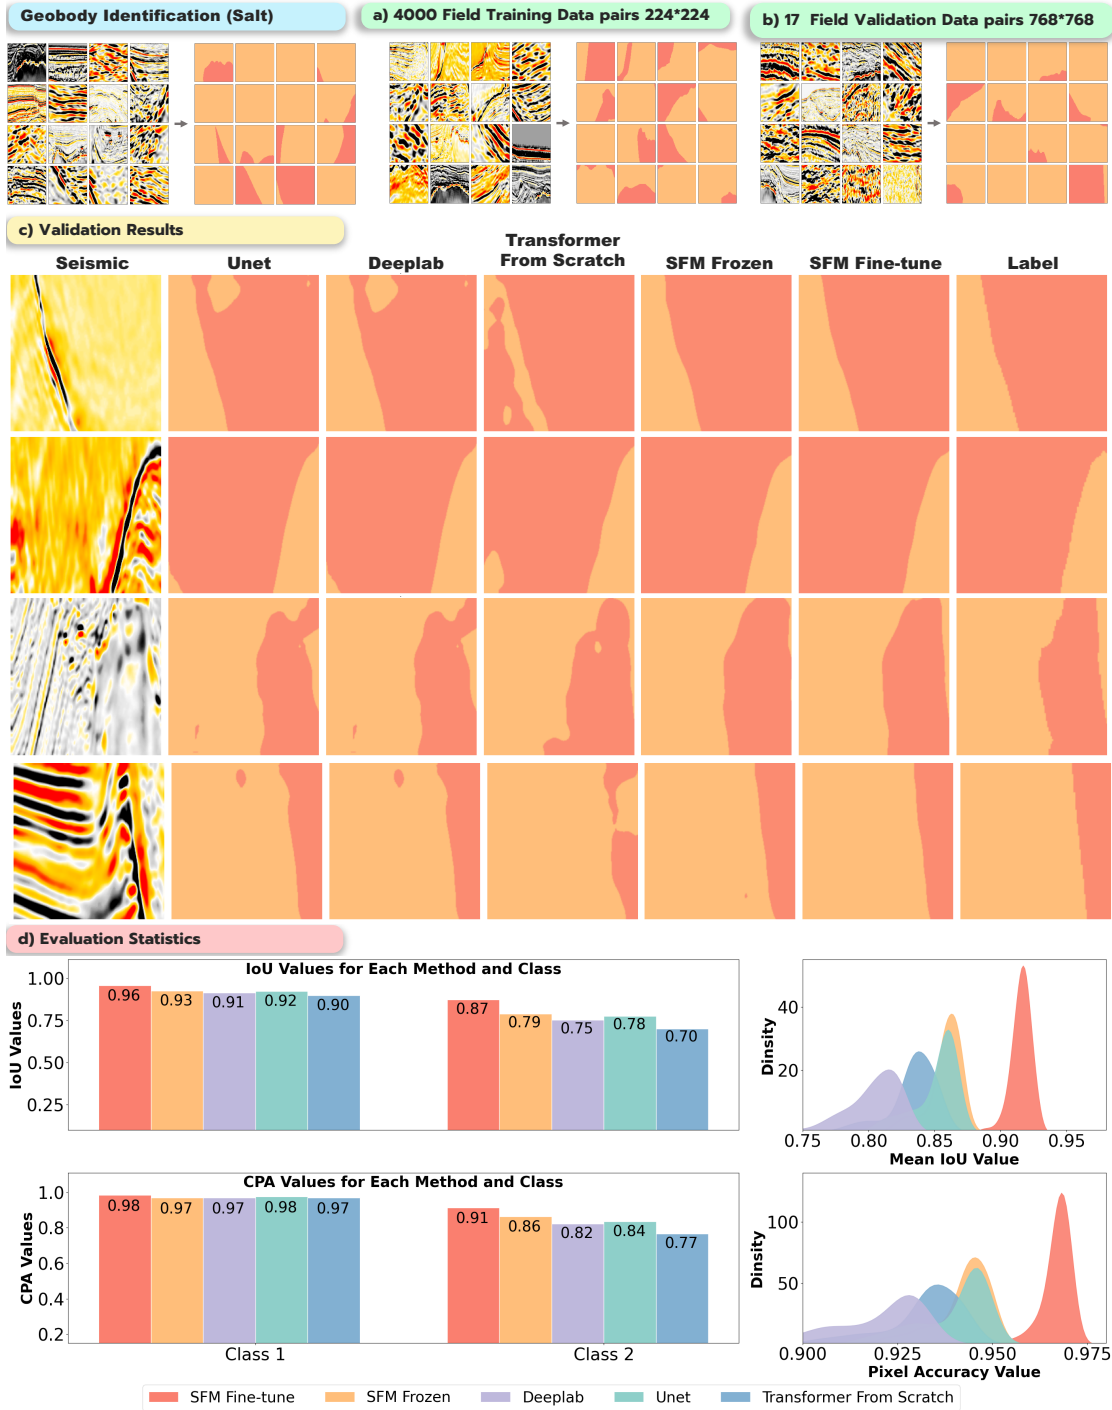 Geobody Identification (Salt)
a) 4000 Field Training Data pairs 224*224
b) 17 Field Validation Data pairs 768*768
c) Validation Results
Seismic
Unet
Deeplab
Transformer
From Scratch
SFM Frozen
SFM Fine-tune
Label
d) Evaluation Statistics
IoU Values for Each Method and Class
IoU Values
1.00
0.75
0.50
0.25
0.96
0.93
0.91
0.92
0.90
0.87
0.79
0.75
0.78
0.70
Dinsity
40
20
0.75
0.80
0.85
0.90
0.95
Mean IoU Value
CPA Values for Each Method and Class
CPA Values
1.0
0.8
0.6
0.4
0.2
0.98
0.97
0.97
0.98
0.97
0.91
0.86
0.82
0.84
0.77
Class 1
Class 2
Dinsity
100
50
0.900
0.925
0.950
0.975
Pixel Accuracy Value
SFM Fine-tune
SFM Frozen
Deeplab
Unet
Transformer From Scratch